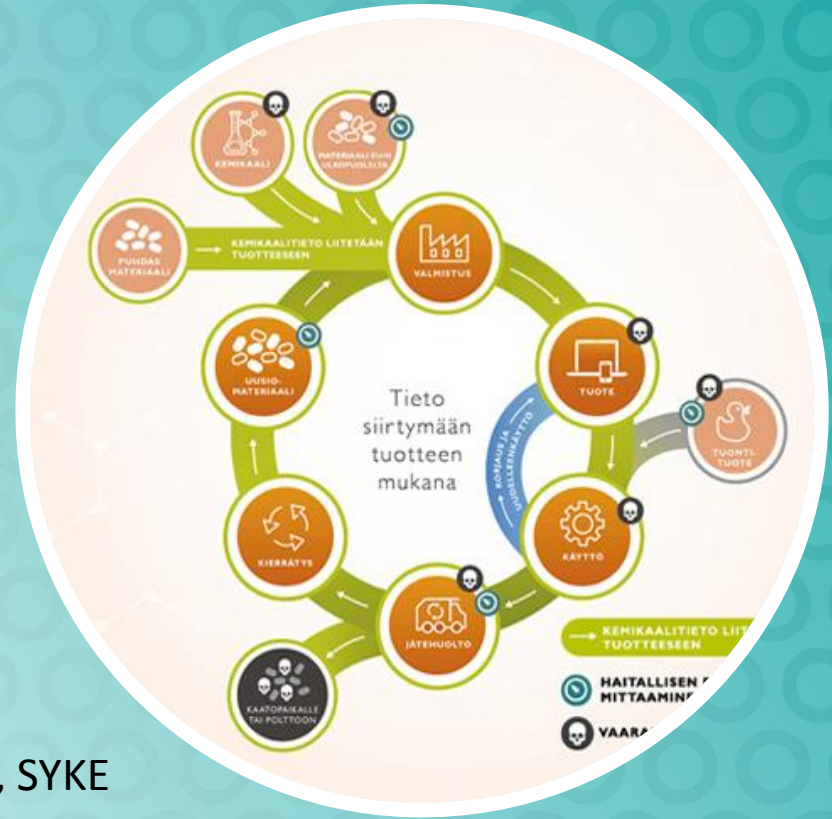 KEMIKAALI
MATERIAALI EU:N
ULKOPUOLELTA
PUHDAS
MATERIAALI
KEMIKAALITIETO LIITETÄÄN
TUOTTEESEEN
VALMISTUS
UUSIO-
MATERIAALI
TUOTE
Tieto
siirtymään
tuotteen
mukana
KORJAUS JA
UUDELLEENKÄYTTÖ
TUONTI-
TUOTE
KIERRÄTYS
KÄYTTÖ
JÄTEHUOLTO
KAATOPAIKALLE
TAI POLTTOON
KEMIKAALITIETO LIIT
TUOTTEESEEN
HAITALLISEN
MITTAAMINE
VAARA
, SYKE